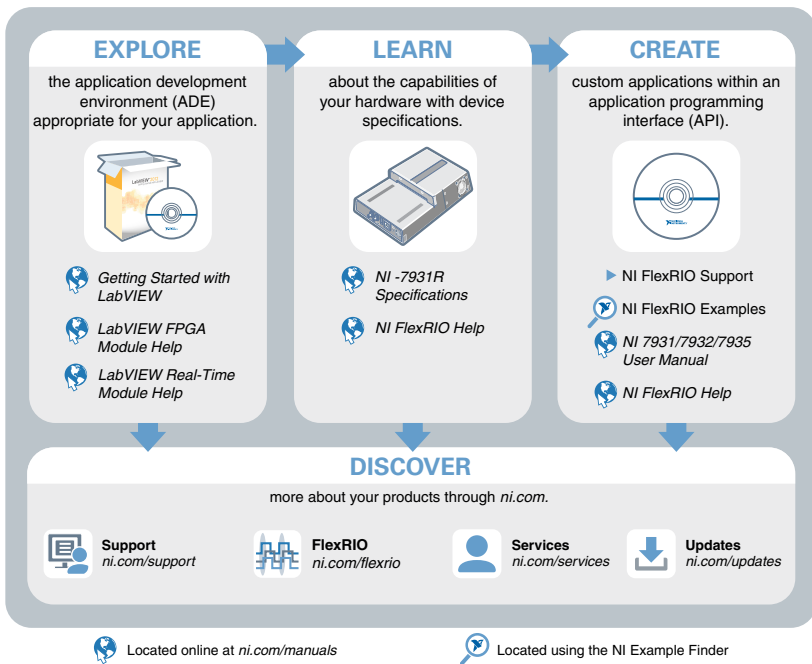 EXPLORE
the application development
environment (ADE)
appropriate for your application.
LabVIEW
Getting Started with
LabVIEW
LabVIEW FPGA
Module Help
LabVIEW Real-Time
Module Help
LEARN
about the capabilities of
your hardware with device
specifications.
NI -7931R
Specifications
NI FlexRIO Help
CREATE
custom applications within an
application programming
interface (API).
NI FlexRIO Support
NI FlexRIO Examples
NI 7931/7932/7935
User Manual
NI FlexRIO Help
DISCOVER
more about your products through ni.com.
Support
ni.com/support
FlexRIO
ni.com/flexrio
Services
ni.com/services
Updates
ni.com/updates
Located online at ni.com/manuals
Located using the NI Example Finder